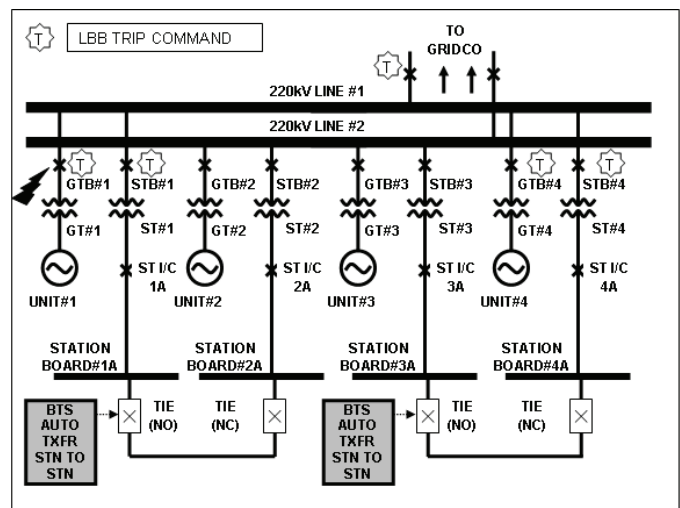 T LBB TRIP COMMAND
TO
GRIDCO
T
220kV LINE #1
220kV LINE #2
T T T T
GTB#1 STB#1 GTB#2 STB#2 GTB#3 STB#3 GTB#4 STB#4
GT#1 ST#1 GT#2 ST#2 GT#3 ST#3 GT#4 ST#4
ST I/C ST I/C ST I/C ST I/C
1A 2A 3A 4A
UNIT#1 UNIT#2 UNIT#3 UNIT#4
STATION STATION STATION STATION
BOARD#1A BOARD#2A BOARD#3A BOARD#4A
BTS TIE TIE BTS TIE TIE
AUTO (NO) (NC) AUTO (NO) (NC)
TXFR TXFR
STN TO STN TO
STN STN